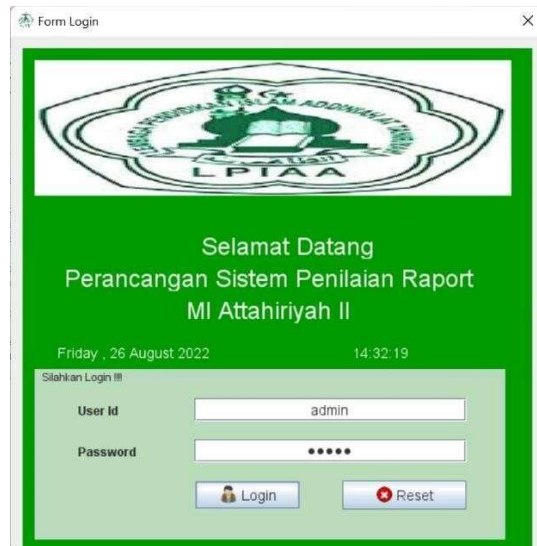 Form Login
LPIAA
Selamat Datang
Perancangan Sistem Penilaian Raport
MI Attahiriyah II
Friday , 26 August 2022 14:32:19
Silahkan Login !!!!
User Id admin
Password •••••
Login Reset